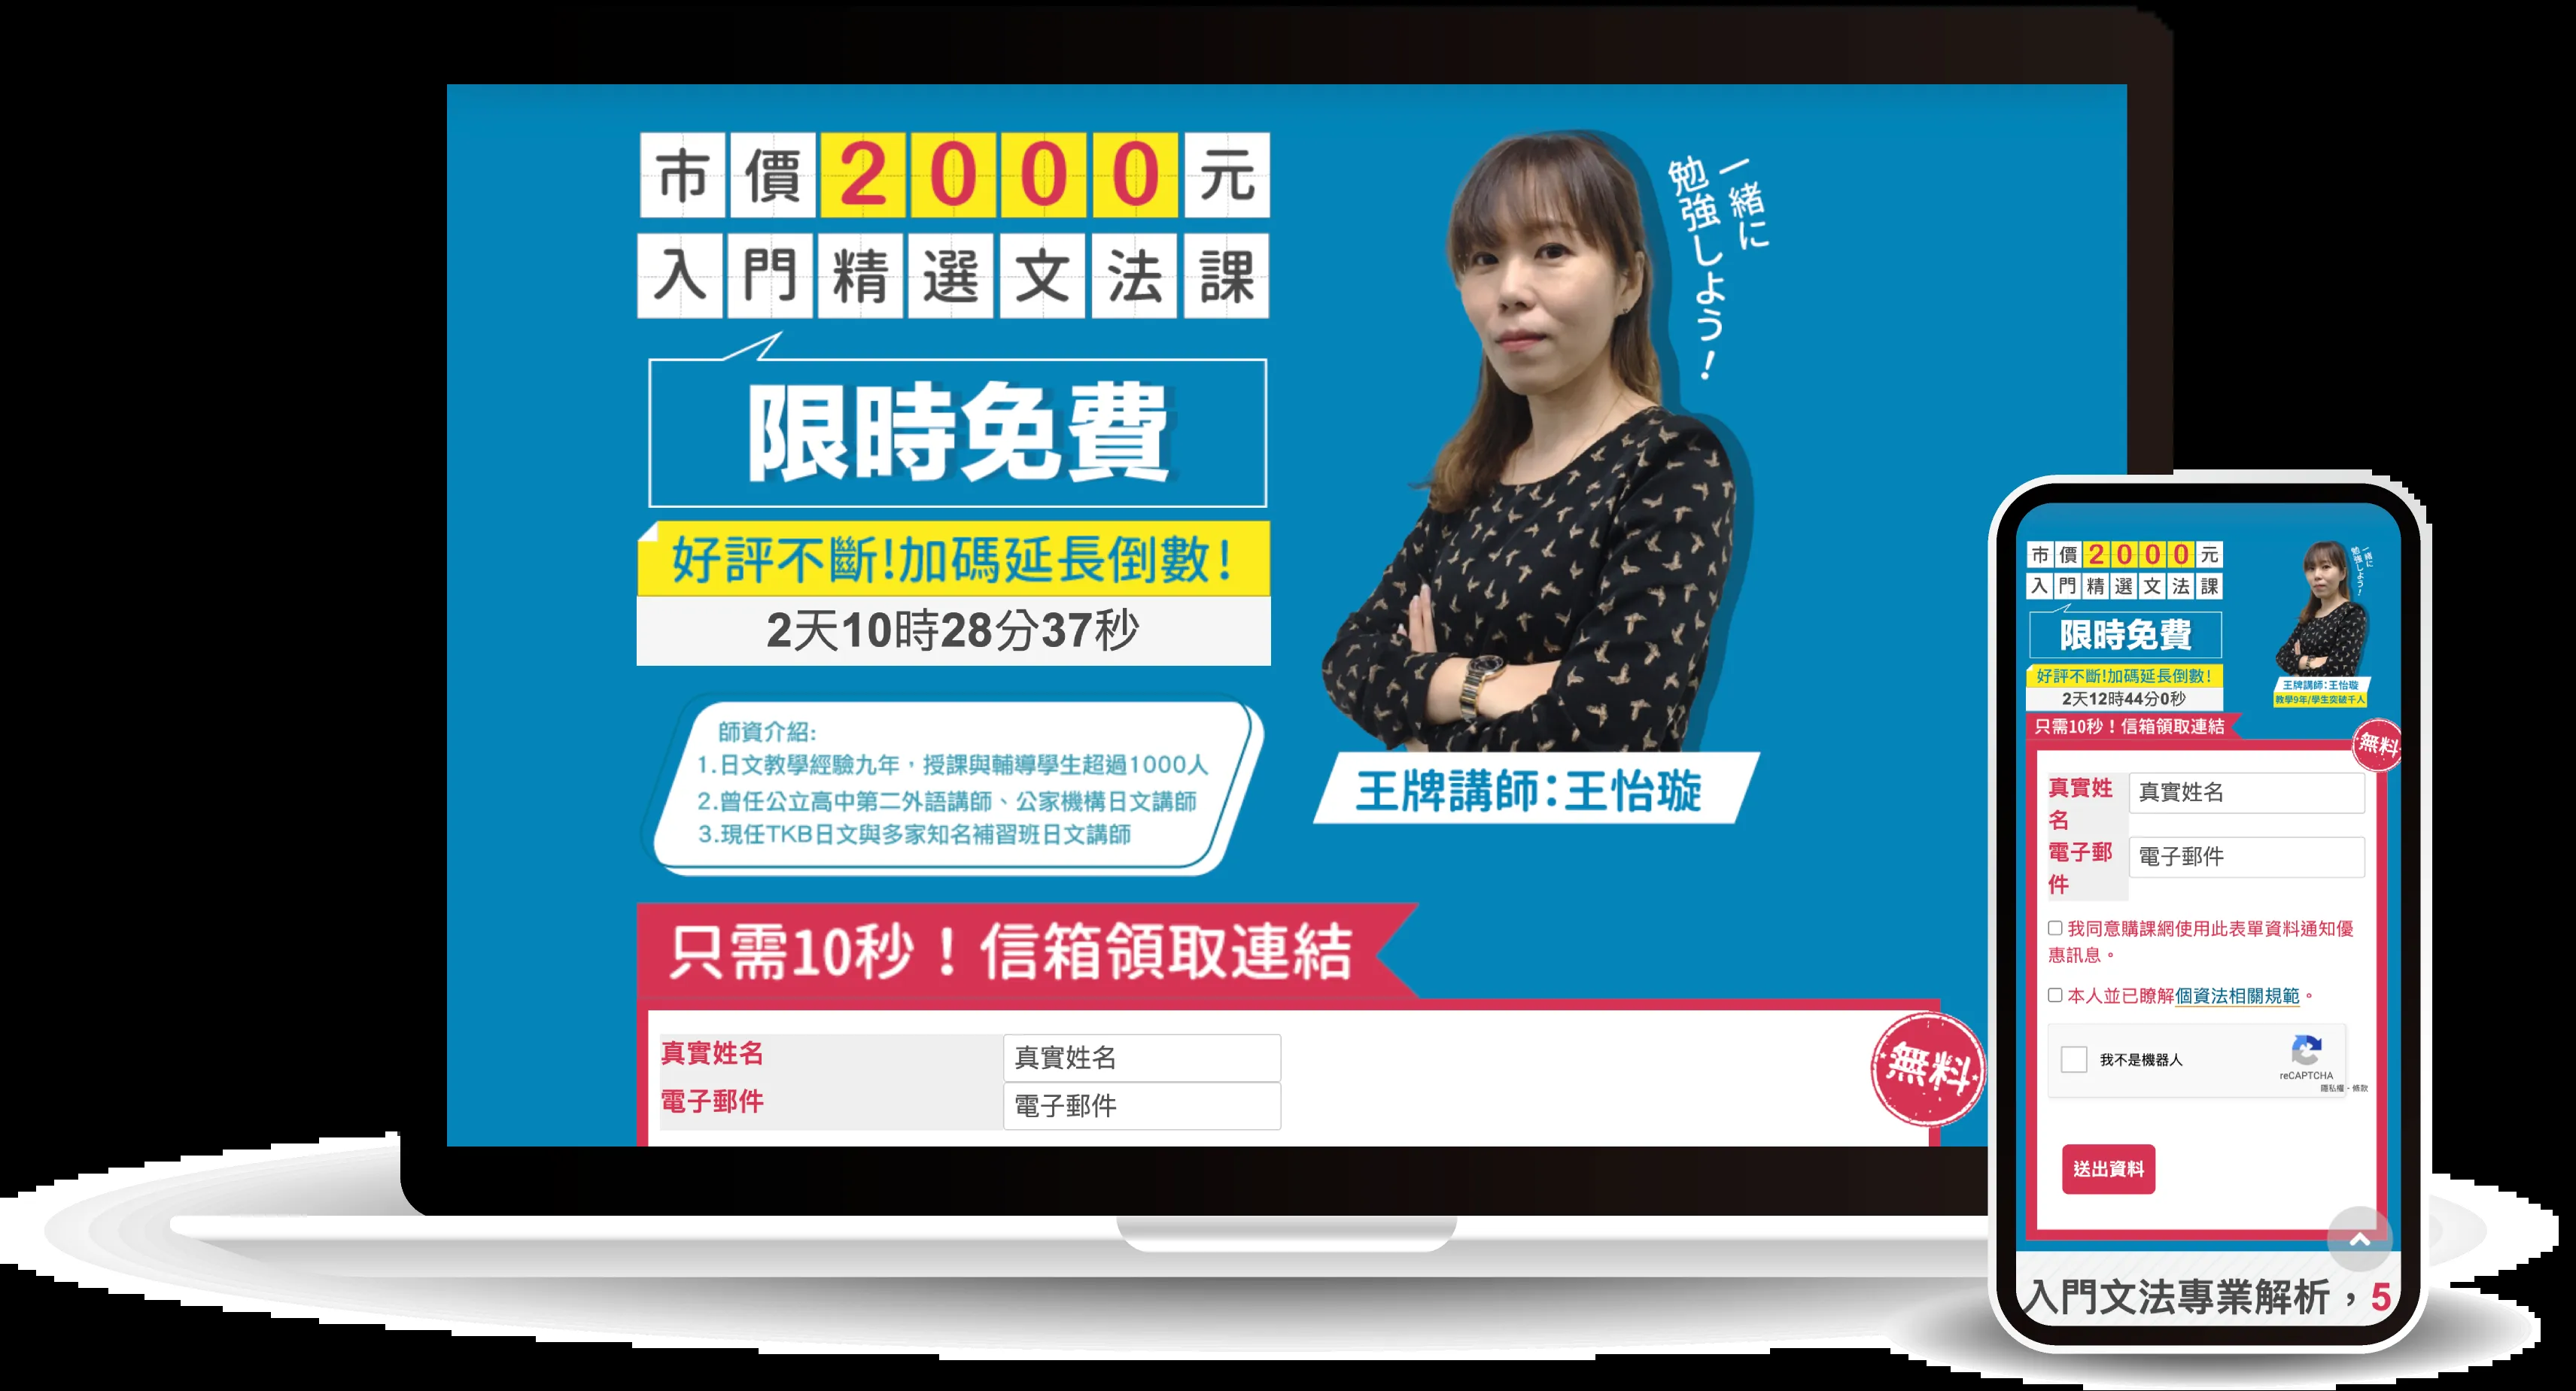 市價2000元
入門精選文法課
限時免費
好評不斷!加碼延長倒數!
2天10時28分37秒
師資介紹:
1.日文教學經驗九年，授課與輔導學生超過1000人
2.曾任公立高中第二外語講師、公家機構日文講師
3.現任TKB日文與多家知名補習班日文講師
一緒に
勉強しよう!
王牌講師:王怡璇
只需10秒！信箱領取連結
無料
真實姓名 真實姓名
電子郵件 電子郵件
市價2000元
入門精選文法課
限時免費
好評不斷!加碼延長倒數!
2天12時44分0秒
一緒に
勉強しよう!
王牌講師:王怡璇
教學9年/學生突破千人
只需10秒！信箱領取連結
無料
真實姓
名
真實姓名
電子郵
件
電子郵件
我同意購課網使用此表單資料通知優
惠訊息。
本人並已瞭解個資法相關規範。
我不是機器人
reCAPTCHA
隱私權 - 條款
送出資料
入門文法專業解析，5